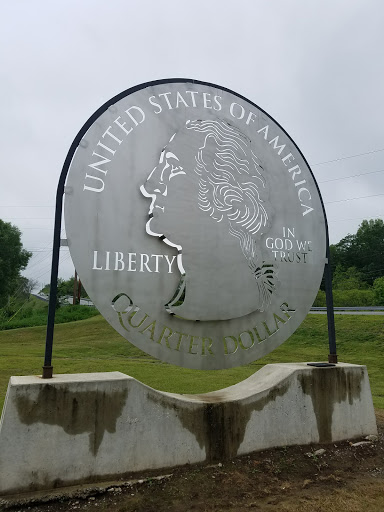 UNITED STATES OF AMERICA
LIBERTY
IN
GOD WE
TRUST
QUARTER DOLLAR